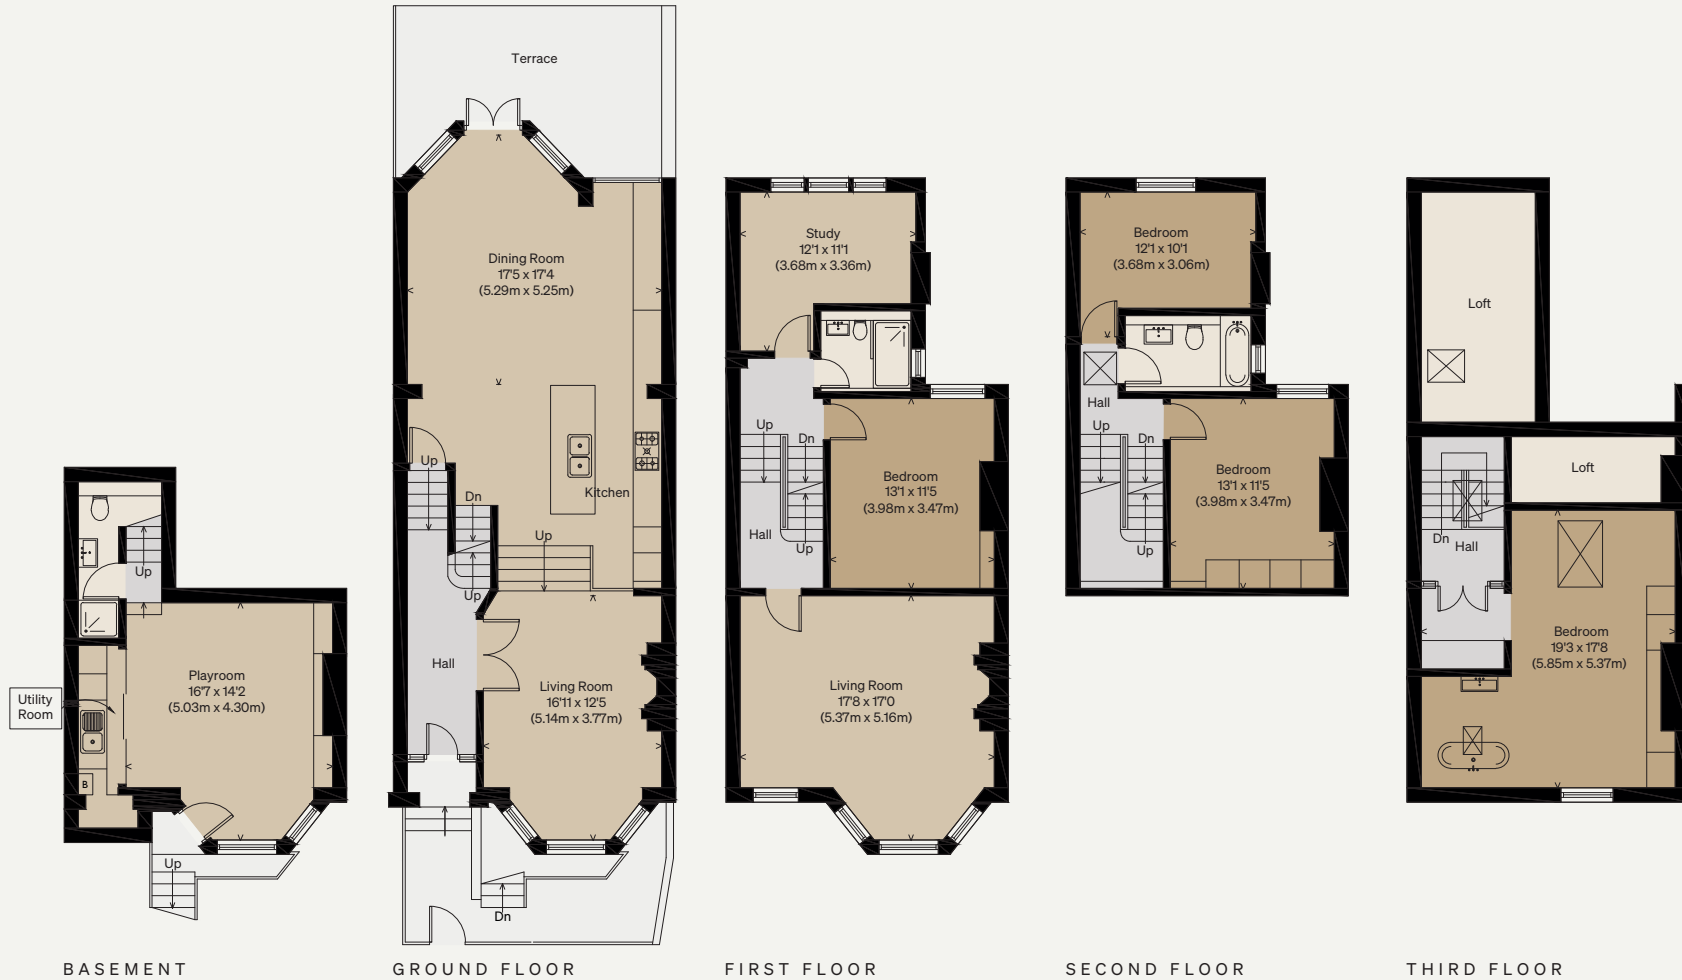 Utility
Room
Up
Playroom
16'7 x 14'2
(5.03m x 4.30m)
B
Up
BASEMENT
Terrace
Dining Room
17'5 x 17'4
(5.29m x 5.25m)
Up
Dn
Kitchen
Up
Up
Hall
Living Room
16'11 x 12'5
(5.14m x 3.77m)
Dn
GROUND FLOOR
Study
12'1 x 11'1
(3.68m x 3.36m)
Up
Dn
Bedroom
13'1 x 11'5
(3.98m x 3.47m)
Hall
Up
Living Room
17'8 x 17'0
(5.37m x 5.16m)
FIRST FLOOR
Bedroom
12'1 x 10'1
(3.68m x 3.06m)
Hall
Up
Dn
Bedroom
13'1 x 11'5
(3.98m x 3.47m)
Up
SECOND FLOOR
Loft
Loft
Dn
Hall
Bedroom
19'3 x 17'8
(5.85m x 5.37m)
THIRD FLOOR